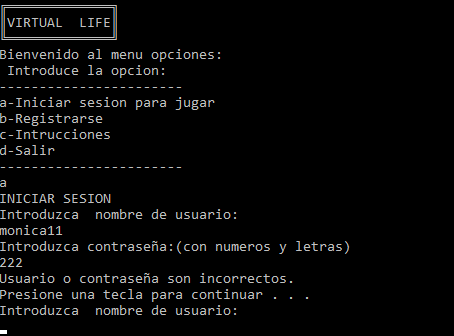 VIRTUAL LIFE
Bienvenido al menu opciones:
Introduce la opcion:
-----------------------
a-Iniciar sesion para jugar
b-Registrarse
c-Intrucciones
d-Salir
-----------------------
a
INICIAR SESION
Introduzca  nombre de usuario:
monica11
Introduzca contraseña:(con numeros y letras)
222
Usuario o contraseña son incorrectos.
Presione una tecla para continuar . . .
Introduzca  nombre de usuario: